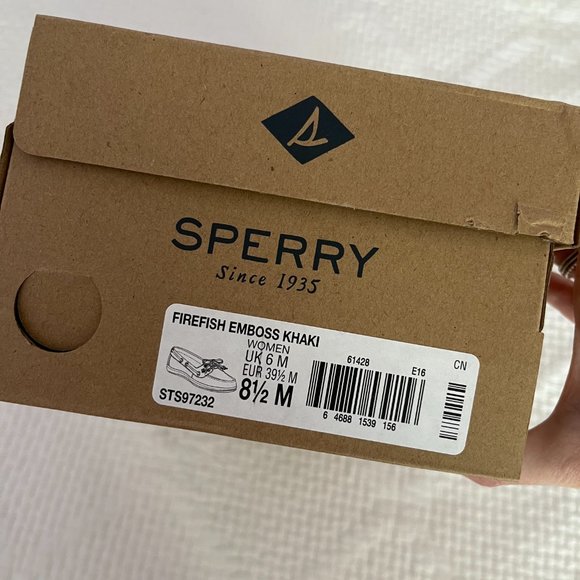 SPERRY
Since 1935
FIREFISH EMBOSS KHAKI
WOMEN
UK 6 M
EUR 39½ M
8½ M
STS97232
61428
E16
CN
6 4688 1539 156